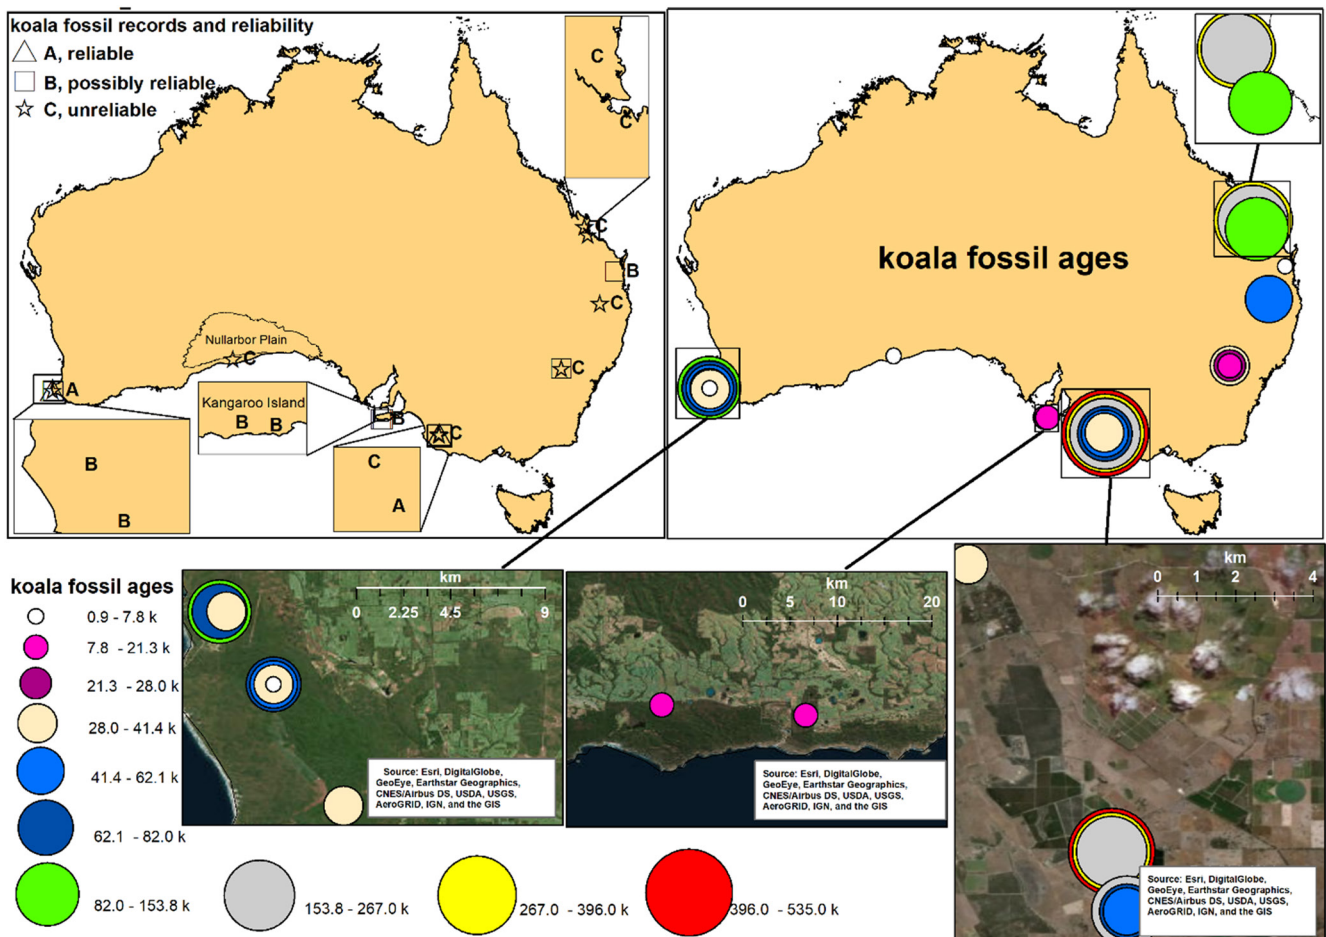 koala fossil records and reliability
A, reliable
B, possibly reliable
C, unreliable
C
C
C
B
C
Nullarbor Plain
C
C
A
Kangaroo Island
B B
B
C
B
B
C
A
koala fossil ages
koala fossil ages
0.9 - 7.8 k
7.8 - 21.3 k
21.3 - 28.0 k
28.0 - 41.4 k
41.4 - 62.1 k
62.1 - 82.0 k
82.0 - 153.8 k
153.8 - 267.0 k
267.0 - 396.0 k
396.0 - 535.0 k
km
0 2.25 4.5 9
Source: Esri, DigitalGlobe,
GeoEye, Earthstar Geographics,
CNES/Airbus DS, USDA, USGS,
AeroGRID, IGN, and the GIS
km
0 5 10 20
Source: Esri, DigitalGlobe,
GeoEye, Earthstar Geographics,
CNES/Airbus DS, USDA, USGS,
AeroGRID, IGN, and the GIS
km
0 1 2 4
Source: Esri, DigitalGlobe,
GeoEye, Earthstar Geographics,
CNES/Airbus DS, USDA, USGS,
AeroGRID, IGN, and the GIS